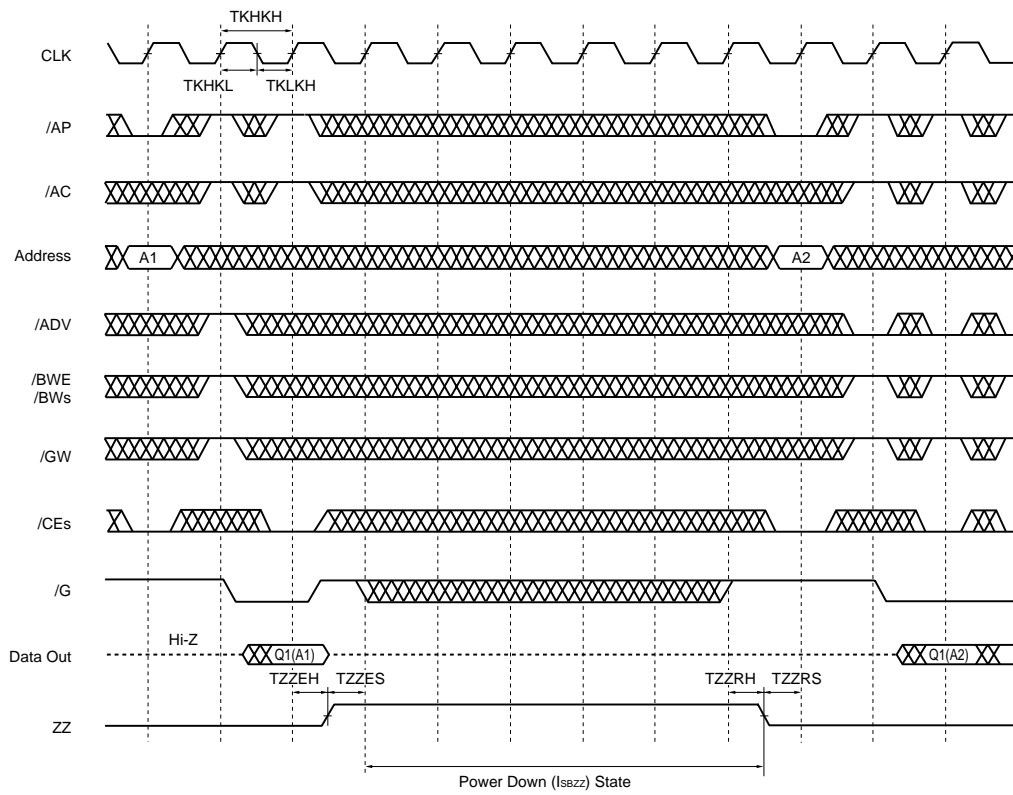 TKHKH
CLK
TKHKL TKLKH
/AP
/AC
Address A1 A2
/ADV
/BWE
/BWs
/GW
/CEs
/G
Hi-Z
Data Out Q1(A1) Q1(A2)
TZZEH TZZES TZZRH TZZRS
ZZ
Power Down (ISBZZ) State